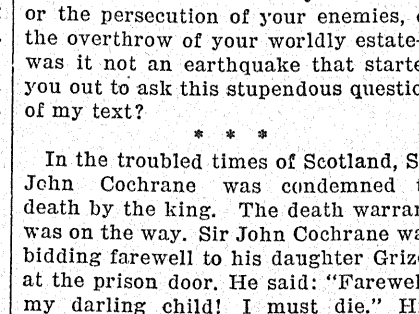 or the persecution of your enemies,
the overthrow of your worldly estate—
was it not an earthquake that starte
you out to ask this stupendous questio
of my text?
* * *
In the troubled times of Scotland, S
John Cochrane was condemned t
death by the king. The death warran
was on the way. Sir John Cochrane wa
bidding farewell to his daughter Grize
at the prison door. He said: "Farewel
my darling child! I must die." H